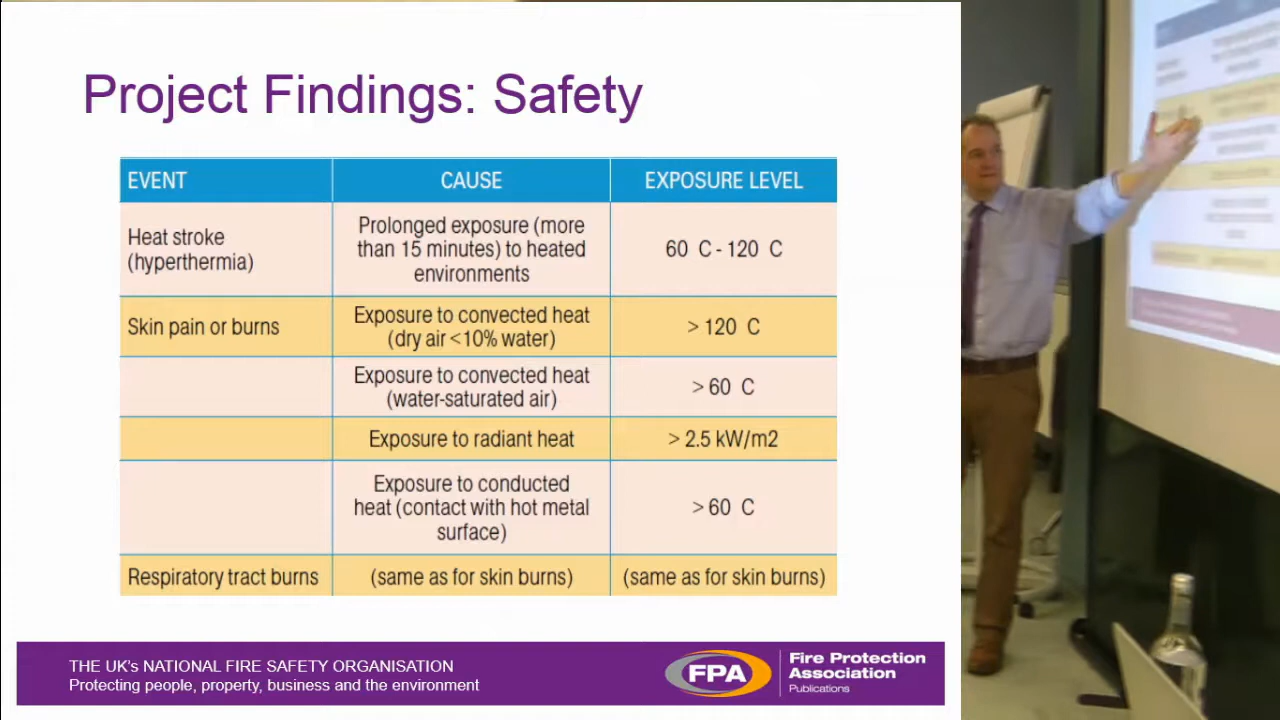 Project Findings: Safety
EVENT
CAUSE
EXPOSURE LEVEL
Heat stroke
(hyperthermia)
Prolonged exposure (more
than 15 minutes) to heated
environments
60 C - 120 C
Skin pain or burns
Exposure to convected heat
(dry air <10% water)
> 120 C
Exposure to convected heat
(water-saturated air)
> 60 C
Exposure to radiant heat
> 2.5 kW/m2
Exposure to conducted
heat (contact with hot metal
surface)
> 60 C
Respiratory tract burns
(same as for skin burns)
(same as for skin burns)
THE UK's NATIONAL FIRE SAFETY ORGANISATION
Protecting people, property, business and the environment
FPA
Fire Protection
Association
Publications